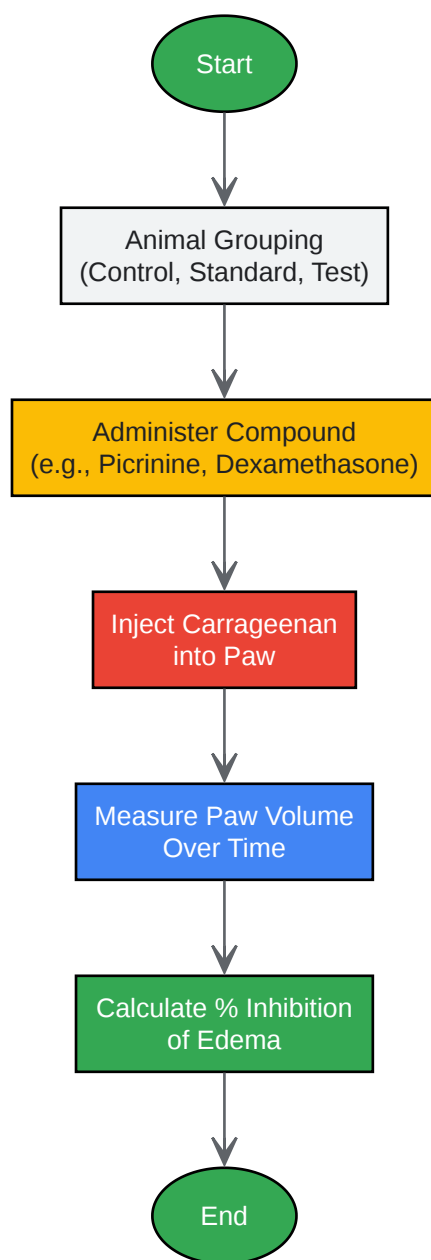 Start
Animal Grouping
(Control, Standard, Test)
Administer Compound
(e.g., Picrinine, Dexamethasone)
Inject Carrageenan
into Paw
Measure Paw Volume
Over Time
Calculate % Inhibition
of Edema
End